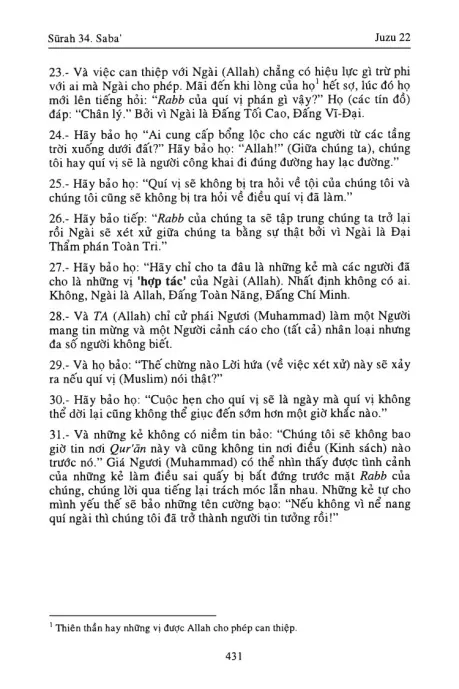 Sūrah 34. Saba' Juzu 22
23.- Và việc can thiệp với Ngài (Allah) chẳng có hiệu lực gì trừ phi
với ai mà Ngài cho phép. Mãi đến khi lòng của họ¹ hết sợ, lúc đó họ
mới lên tiếng hỏi: “Rabb của quí vị phán gì vậy?” Họ (các tín đồ)
đáp: “Chân lý.” Bởi vì Ngài là Đấng Tối Cao, Đấng Vĩ-Đại.
24.- Hãy bảo họ “Ai cung cấp bổng lộc cho các người từ các tầng
trời xuống dưới đất?” Hãy bảo họ: “Allah!” (Giữa chúng ta), chúng
tôi hay quí vị sẽ là người công khai đi đúng đường hay lạc đường.”
25.- Hãy bảo họ: “Quí vị sẽ không bị tra hỏi về tội của chúng tôi và
chúng tôi cũng sẽ không bị tra hỏi về điều quí vị đã làm.”
26.- Hãy bảo tiếp: “Rabb của chúng ta sẽ tập trung chúng ta trở lại
rồi Ngài sẽ xét xử giữa chúng ta bằng sự thật bởi vì Ngài là Đại
Thẩm phán Toàn Tri.”
27.- Hãy bảo họ: “Hãy chỉ cho ta đâu là những kẻ mà các người đã
cho là những vị 'hợp tác' của Ngài (Allah). Nhất định không có ai.
Không, Ngài là Allah, Đấng Toàn Năng, Đấng Chí Minh.
28.- Và TA (Allah) chỉ cử phái Ngươi (Muhammad) làm một Người
mang tin mừng và một Người cảnh cáo cho (tất cả) nhân loại nhưng
đa số người không biết.
29.- Và họ bảo: “Thế chừng nào Lời hứa (về việc xét xử) này sẽ xảy
ra nếu quí vị (Muslim) nói thật?”
30.- Hãy bảo họ: “Cuộc hẹn cho quí vị sẽ là ngày mà quí vị không
thể dời lại cũng không thể giục đến sớm hơn một giờ khắc nào.”
31.- Và những kẻ không có niềm tin bảo: “Chúng tôi sẽ không bao
giờ tin nơi Qur'ān này và cũng không tin nơi điều (Kinh sách) nào
trước nó.” Giá Ngươi (Muhammad) có thể nhìn thấy được tình cảnh
của những kẻ làm điều sai quấy bị bắt đứng trước mặt Rabb của
chúng, chúng lời qua tiếng lại trách móc lẫn nhau. Những kẻ tự cho
mình yếu thế sẽ bảo những tên cường bạo: “Nếu không vì nể nang
quí ngài thì chúng tôi đã trở thành người tin tưởng rồi!”
¹ Thiên thần hay những vị được Allah cho phép can thiệp.
431